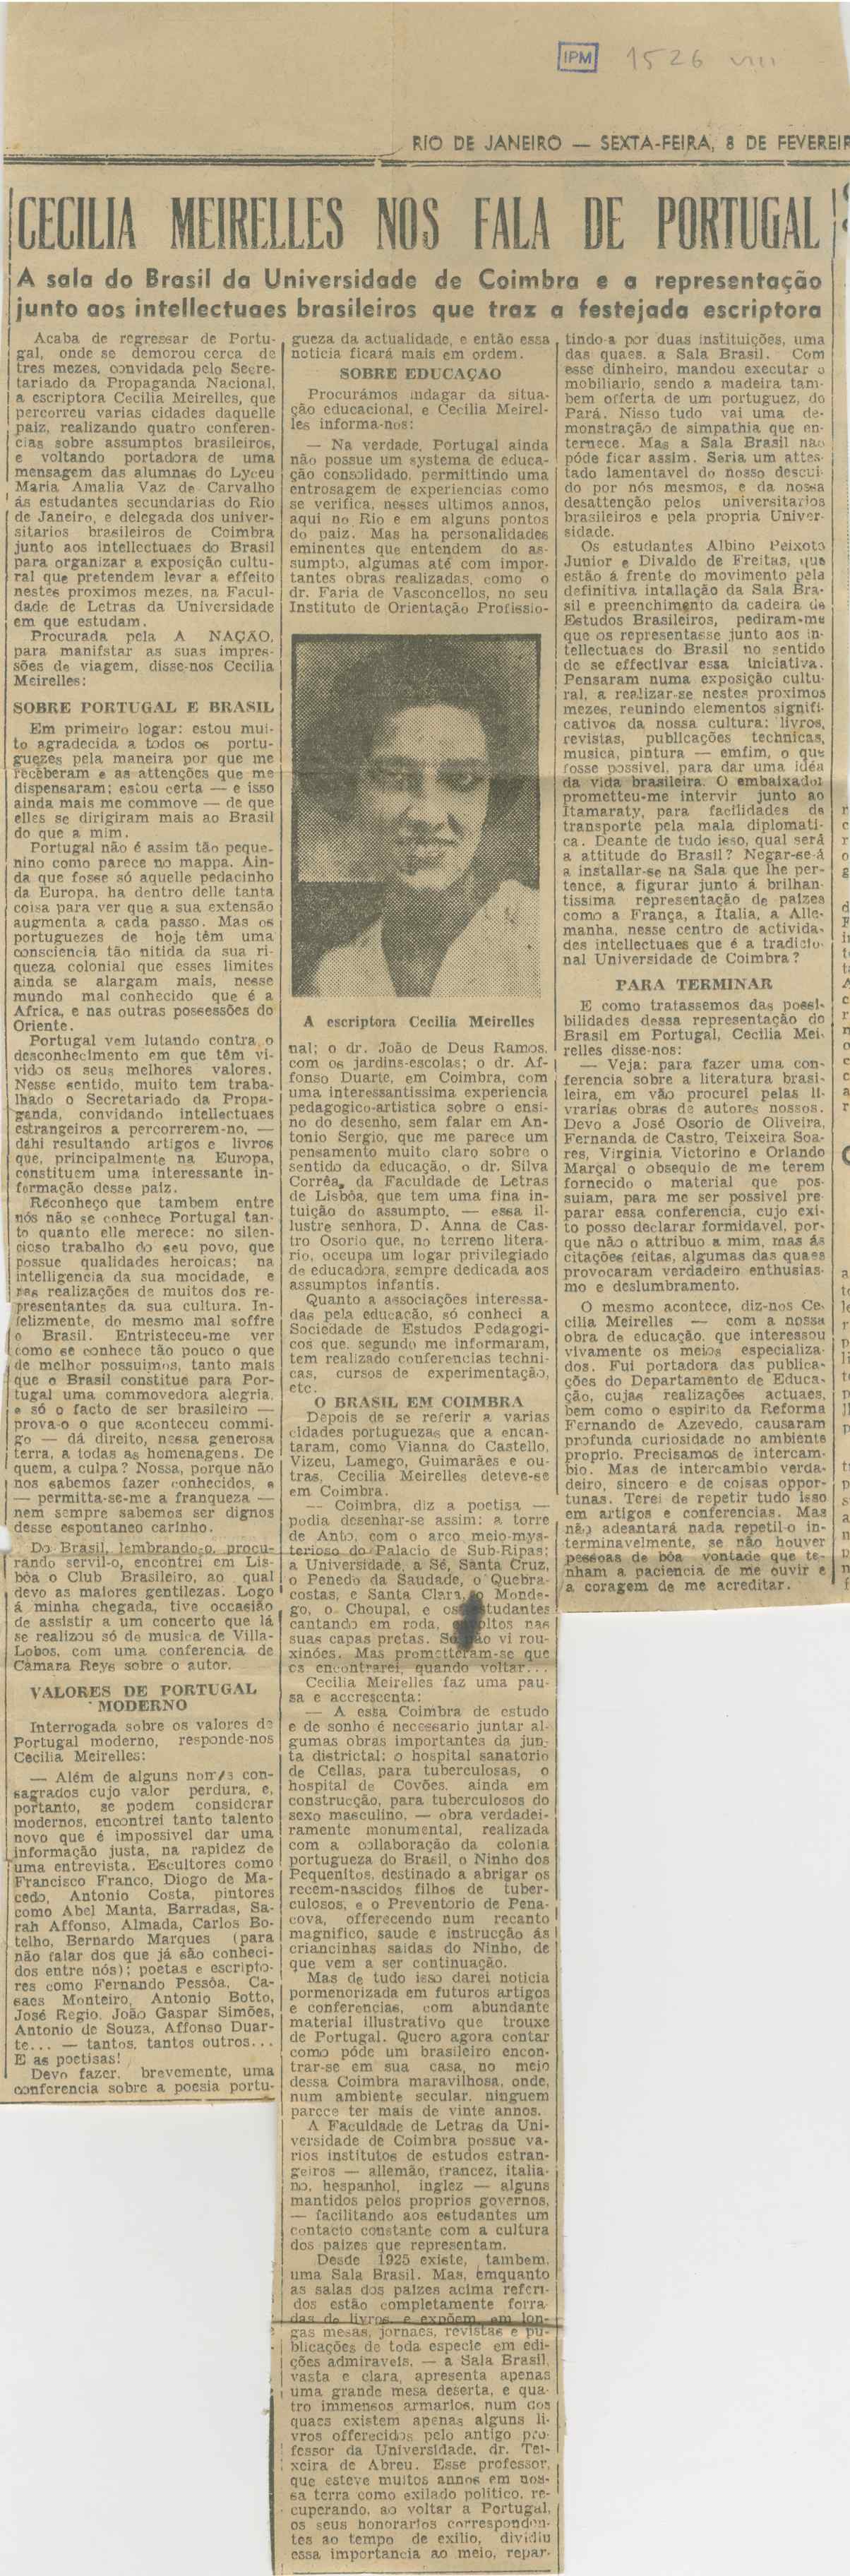 IPM
1526 VIII
RIO DE JANEIRO — SEXTA-FEIRA, 8 DE FEVEREIR
CECILIA MEIRELLES NOS FALA DE PORTUGAL
A sala do Brasil da Universidade de Coimbra e a representação
junto aos intellectuaes brasileiros que traz a festejada escriptora
Acaba de regressar de Portu-
gal, onde se demorou cerca de
tres mezes, convidada pelo Secre-
tariado da Propaganda Nacional,
a escriptora Cecilia Meirelles, que
percorreu varias cidades daquelle
paiz, realizando quatro conferen-
cias sobre assumptos brasileiros,
e voltando portadora de uma
mensagem das alumnas do Lyceu
Maria Amalia Vaz de Carvalho
ás estudantes secundarias do Rio
de Janeiro, e delegada dos univer-
sitarios brasileiros de Coimbra
junto aos intellectuaes do Brasil
para organizar a exposição cultu-
ral que pretendem levar a effeito
nestes proximos mezes, na Facul-
dade de Letras da Universidade
em que estudam.
Procurada pela A NAÇÃO,
para manifstar as suas impres-
sões de viagem, disse-nos Cecilia
Meirelles:
SOBRE PORTUGAL E BRASIL
Em primeiro logar: estou mui-
to agradecida a todos os portu-
guezes pela maneira por que me
receberam e as attenções que me
dispensaram; estou certa — e isso
ainda mais me commove — de que
elles se dirigiram mais ao Brasil
do que a mim.
Portugal não é assim tão peque-
nino como parece no mappa. Ain-
da que fosse só aquelle pedacinho
da Europa, ha dentro delle tanta
coisa para ver que a sua extensão
augmenta a cada passo. Mas os
portuguezes de hoje têm uma
consciencia tão nitida da sua ri-
queza colonial que esses limites
ainda se alargam mais, nesse
mundo mal conhecido que é a
Africa, e nas outras possessões do
Oriente.
Portugal vem lutando contra o
desconhecimento em que têm vi-
vido os seus melhores valores.
Nesse sentido, muito tem traba-
lhado o Secretariado da Propa-
ganda, convidando intellectuaes
estrangeiros a percorrerem-no, —
dahi resultando artigos e livros
que, principalmente na Europa,
constituem uma interessante in-
formação desse paiz.
Reconheço que tambem entre
nós não se conhece Portugal tan-
to quanto elle merece: no silen-
cioso trabalho do seu povo, que
possue qualidades heroicas; na
intelligencia da sua mocidade, e
nas realizações de muitos dos re-
presentantes da sua cultura. In-
felizmente, do mesmo mal soffre
o Brasil. Entristeceu-me ver
como se conhece tão pouco o que
de melhor possuimos, tanto mais
que o Brasil constitue para Por-
tugal uma commovedora alegria,
e só o facto de ser brasileiro —
prova-o o que aconteceu commi-
go — dá direito, nessa generosa
terra, a todas as homenagens. De
quem, a culpa? Nossa, porque não
nos sabemos fazer conhecidos, e
— permitta-se-me a franqueza —
nem sempre sabemos ser dignos
desse espontaneo carinho.
Do Brasil, lembrando-o, procu-
rando servil-o, encontrei em Lis-
bôa o Club Brasileiro, ao qual
devo as maiores gentilezas. Logo
á minha chegada, tive occasião
de assistir a um concerto que lá
se realizou só de musica de Villa-
Lobos, com uma conferencia de
Camara Reys sobre o autor.
VALORES DE PORTUGAL
MODERNO
Interrogada sobre os valores de
Portugal moderno, responde-nos
Cecilia Meirelles:
— Além de alguns nomes con-
sagrados cujo valor perdura, e,
portanto, se podem considerar
modernos, encontrei tanto talento
novo que é impossivel dar uma
informação justa, na rapidez de
uma entrevista. Escultores como
Francisco Franco, Diogo de Ma-
cedo, Antonio Costa, pintores
como Abel Manta, Barradas, Sa-
rah Affonso, Almada, Carlos Bo-
telho, Bernardo Marques (para
não falar dos que já são conheci-
dos entre nós); poetas e escripto-
res como Fernando Pessôa, Ca-
saes Monteiro, Antonio Botto,
José Regio, João Gaspar Simões,
Antonio de Souza, Affonso Duar-
te... — tantos, tantos outros...
E as poetisas!
Devo fazer, brevemente, uma
conferencia sobre a poesia portu-
gueza da actualidade, e então essa
noticia ficará mais em ordem.
SOBRE EDUCAÇÃO
Procurámos indagar da situa-
ção educacional, e Cecilia Meirel-
les informa-nos:
— Na verdade, Portugal ainda
não possue um systema de educa-
ção consolidado, permittindo uma
entrosagem de experiencias como
se verifica, nesses ultimos annos,
aqui no Rio e em alguns pontos
do paiz. Mas ha personalidades
eminentes que entendem do as-
sumpto, algumas até com impor-
tantes obras realizadas, como o
dr. Faria de Vasconcellos, no seu
Instituto de Orientação Profissio-
A escriptora Cecilia Meirelles
nal; o dr. João de Deus Ramos,
com os jardins-escolas; o dr. Af-
fonso Duarte, em Coimbra, com
uma interessantissima experiencia
pedagogico-artistica sobre o ensi-
no do desenho, sem falar em An-
tonio Sergio, que me parece um
pensamento muito claro sobre o
sentido da educação, o dr. Silva
Corrêa, da Faculdade de Letras
de Lisbôa, que tem uma fina in-
tuição do assumpto, — essa il-
lustre senhora, D. Anna de Cas-
tro Osorio que, no terreno litera-
rio, occupa um logar privilegiado
de educadora, sempre dedicada aos
assumptos infantis.
Quanto a associações interessa-
das pela educação, só conheci a
Sociedade de Estudos Pedagogi-
cos que, segundo me informaram,
tem realizado conferencias techni-
cas, cursos de experimentação,
etc.
O BRASIL EM COIMBRA
Depois de se referir a varias
cidades portuguezas que a encan-
taram, como Vianna do Castello,
Vizeu, Lamego, Guimarães e ou-
tras, Cecilia Meirelles deteve-se
em Coimbra.
— Coimbra, diz a poetisa —
podia desenhar-se assim: a torre
de Anto, com o arco meio-mys-
terioso do Palacio de Sub-Ripas;
a Universidade, a Sé, Santa Cruz,
o Penedo da Saudade, o Quebra-
costas, e Santa Clara, o Monde-
go, o Choupal, e os estudantes
cantando em roda, nas
suas capas pretas. Só não vi rou-
xinóes. Mas prometteram-se que
os encontrarei, quando voltar...
Cecilia Meirelles faz uma pau-
sa e accrescenta:
— A essa Coimbra de estudo
e de sonho é necessario juntar al-
gumas obras importantes da jun-
ta districtal: o hospital sanatorio
de Cellas, para tuberculosas, o
hospital de Covões, ainda em
construcção, para tuberculosos do
sexo masculino, — obra verdadei-
ramente monumental, realizada
com a collaboração da colonia
portugueza do Brasil, o Ninho dos
Pequenitos, destinado a abrigar os
recem-nascidos filhos de tuber-
culosos, e o Preventorio de Pena-
cova, offerecendo num recanto
magnifico, saude e instrucção ás
criancinhas saidas do Ninho, de
que vem a ser continuação.
Mas de tudo isso darei noticia
pormenorizada em futuros artigos
e conferencias, com abundante
material illustrativo que trouxe
de Portugal. Quero agora contar
como póde um brasileiro encon-
trar-se em sua casa, no meio
dessa Coimbra maravilhosa, onde,
num ambiente secular, ninguem
parece ter mais de vinte annos.
A Faculdade de Letras da Uni-
versidade de Coimbra possue va-
rios institutos de estudos estran-
geiros — allemão, francez, italia-
no, hespanhol, inglez — alguns
mantidos pelos proprios governos,
— facilitando aos estudantes um
contacto constante com a cultura
dos paizes que representam.
Desde 1925 existe, tambem,
uma Sala Brasil. Mas, emquanto
as salas dos paizes acima referi-
dos estão completamente forra-
das de livros, e expõem, em lon-
gas mesas, jornaes, revistas e pu-
blicações de toda especie em edi-
ções admiraveis, — a Sala Brasil,
vasta e clara, apresenta apenas
uma grande mesa deserta, e qua-
tro immensos armarios, num dos
quaes existem apenas alguns li-
vros offerecidos pelo antigo pro-
fessor da Universidade, dr. Tei-
xeira de Abreu. Esse professor,
que esteve muitos annos em nos-
sa terra como exilado politico, re-
cuperando, ao voltar a Portugal,
os seus honorarios corresponden-
tes ao tempo de exilio, dividiu
essa importancia ao meio, repar-
tindo-a por duas instituições, uma
das quaes, a Sala Brasil. Com
esse dinheiro, mandou executar o
mobiliario, sendo a madeira tam-
bem offerta de um portuguez, do
Pará. Nisso tudo vai uma de-
monstração de simpathia que en-
ternece. Mas a Sala Brasil não
póde ficar assim. Seria um attes-
tado lamentavel do nosso descui-
do por nós mesmos, e da nossa
desattenção pelos universitarios
brasileiros e pela propria Univer-
sidade.
Os estudantes Albino Peixoto
Junior e Divaldo de Freitas, que
estão á frente do movimento pela
definitiva intallação da Sala Bra-
sil e preenchimento da cadeira de
Estudos Brasileiros, pediram-me
que os representasse junto aos in-
tellectuaes do Brasil no sentido
de se effectivar essa iniciativa.
Pensaram numa exposição cultu-
ral, a realizar-se nestes proximos
mezes, reunindo elementos signifi-
cativos da nossa cultura: livros,
revistas, publicações technicas,
musica, pintura — emfim, o que
fosse possivel, para dar uma idéa
da vida brasileira. O embaixador
prometteu-me intervir junto ao
Itamaraty, para facilidades de
transporte pela mala diplomati-
ca. Deante de tudo isso, qual será
a attitude do Brasil? Negar-se-á
a installar-se na Sala que lhe per-
tence, a figurar junto á brilhan-
tissima representação de paizes
como a França, a Italia, a Alle-
manha, nesse centro de activida-
des intellectuaes que é a tradicio-
nal Universidade de Coimbra?
PARA TERMINAR
E como tratassemos das possi-
bilidades dessa representação do
Brasil em Portugal, Cecilia Mei-
relles disse-nos:
— Veja: para fazer uma con-
ferencia sobre a literatura brasi-
leira, em vão procurei pelas li-
vrarias obras de autores nossos.
Devo a José Osorio de Oliveira,
Fernanda de Castro, Teixeira Soa-
res, Virginia Victorino e Orlando
Marçal o obsequio de me terem
fornecido o material que pos-
suiam, para me ser possivel pre-
parar essa conferencia, cujo exi-
to posso declarar formidavel, por-
que não o attribuo a mim, mas ás
citações feitas, algumas das quaes
provocaram verdadeiro enthusias-
mo e deslumbramento.
O mesmo acontece, diz-nos Ce-
cilia Meirelles — com a nossa
obra de educação, que interessou
vivamente os meios especializa-
dos. Fui portadora das publica-
ções do Departamento de Educa-
ção, cujas realizações actuaes,
bem como o espirito da Reforma
Fernando de Azevedo, causaram
profunda curiosidade no ambiente
proprio. Precisamos de intercam-
bio. Mas de intercambio verda-
deiro, sincero e de coisas oppor-
tunas. Terei de repetir tudo isso
em artigos e conferencias. Mas
não adeantará nada repetil-o in-
terminavelmente, se não houver
pessoas de bôa vontade que te-
nham a paciencia de me ouvir e
a coragem de me acreditar.